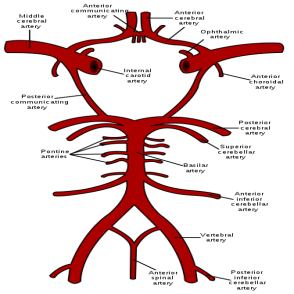 Anterior
communicating
artery
Anterior
cerebral
artery
Middle
cerebral
artery
Ophthalmic
artery
Internal
carotid
artery
Anterior
choroidal
artery
Posterior
communicating
artery
Posterior
cerebral
artery
Superior
cerebellar
artery
Pontine
arteries
Basilar
artery
Anterior
inferior
cerebellar
artery
Vertebral
artery
Anterior
spinal
artery
Posterior
inferior
cerebellar
artery